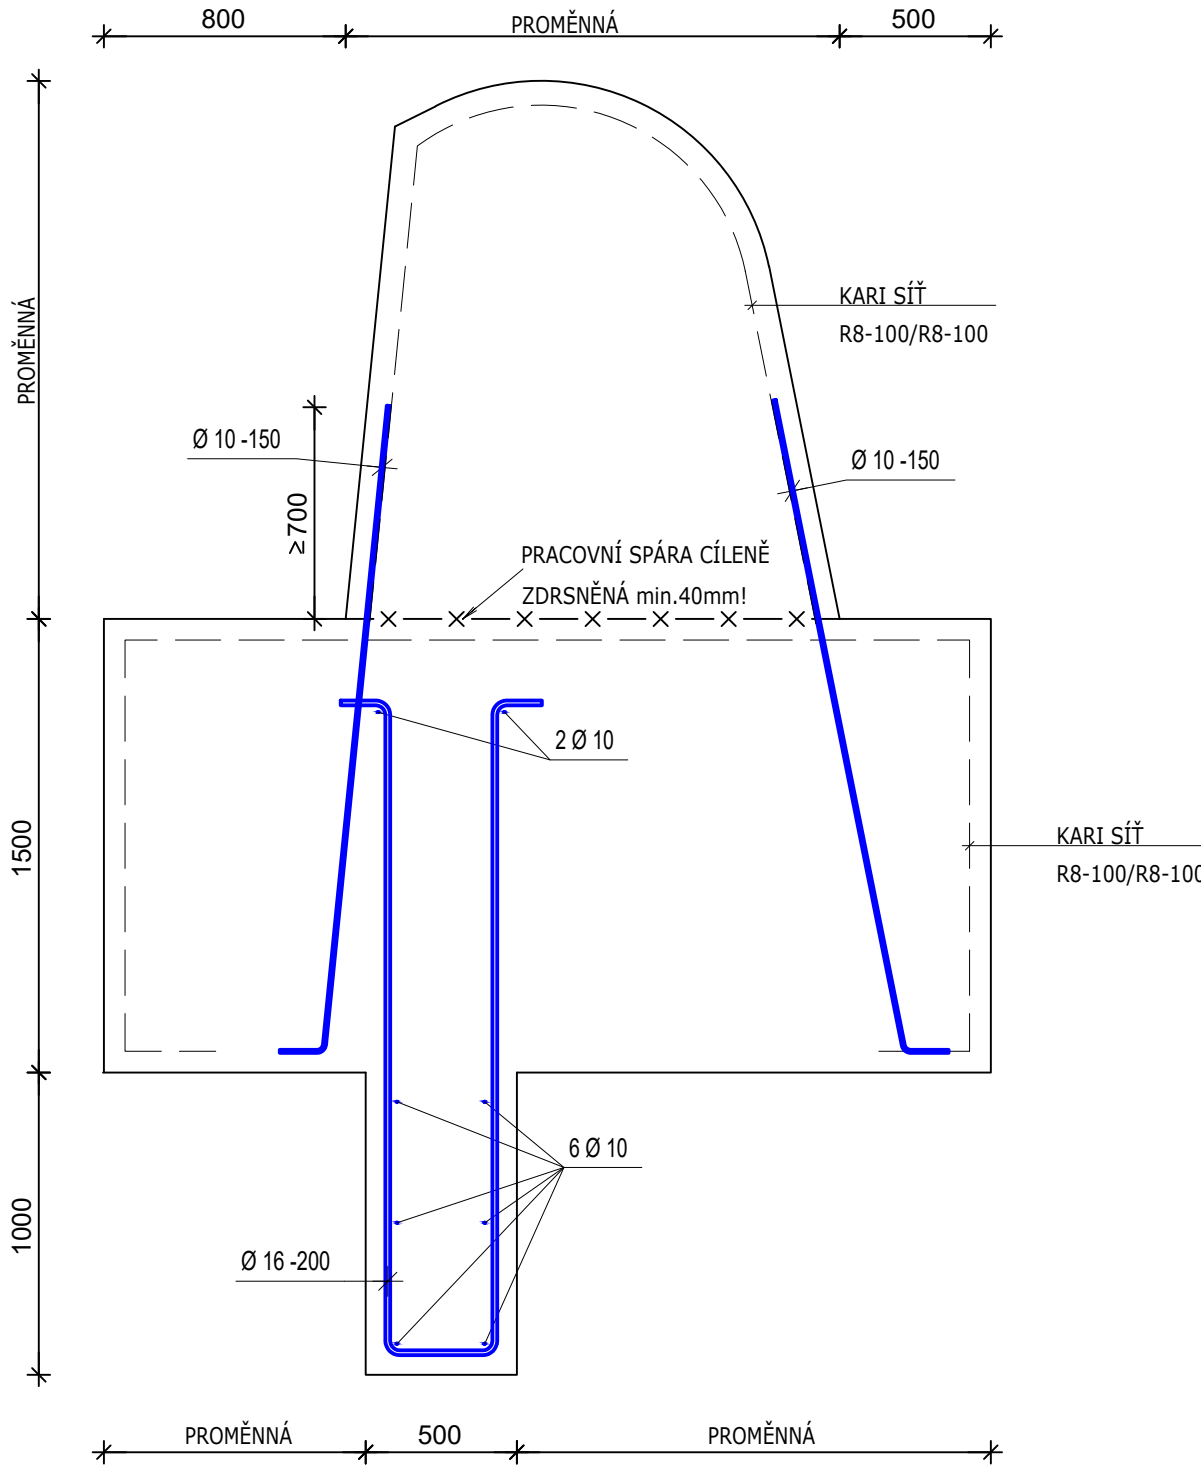 800
PROMĚNNÁ
500
PROMĚNNÁ
KARI SÍŤ
R8-100/R8-100
Ø 10 -150
Ø 10 -150
≥700
PRACOVNÍ SPÁRA CÍLENĚ
ZDRSNĚNÁ min.40mm!
2 Ø 10
1500
KARI SÍŤ
R8-100/R8-100
6 Ø 10
1000
Ø 16 -200
PROMĚNNÁ
500
PROMĚNNÁ